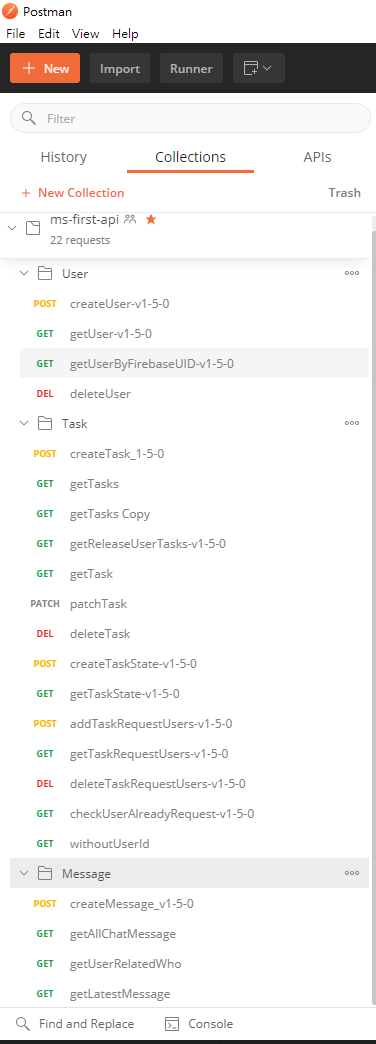 Postman
File Edit View Help
+ New Import Runner
Filter
History Collections APIs
+ New Collection Trash
ms-first-api
22 requests
User
POST createUser-v1-5-0
GET getUser-v1-5-0
GET getUserByFirebaseUID-v1-5-0
DEL deleteUser
Task
POST createTask_1-5-0
GET getTasks
GET getTasks Copy
GET getReleaseUserTasks-v1-5-0
GET getTask
PATCH patchTask
DEL deleteTask
POST createTaskState-v1-5-0
GET getTaskState-v1-5-0
POST addTaskRequestUsers-v1-5-0
GET getTaskRequestUsers-v1-5-0
DEL deleteTaskRequestUsers-v1-5-0
GET checkUserAlreadyRequest-v1-5-0
GET withoutUserId
Message
POST createMessage_v1-5-0
GET getAllChatMessage
GET getUserRelatedWho
GET getLatestMessage
Find and Replace Console